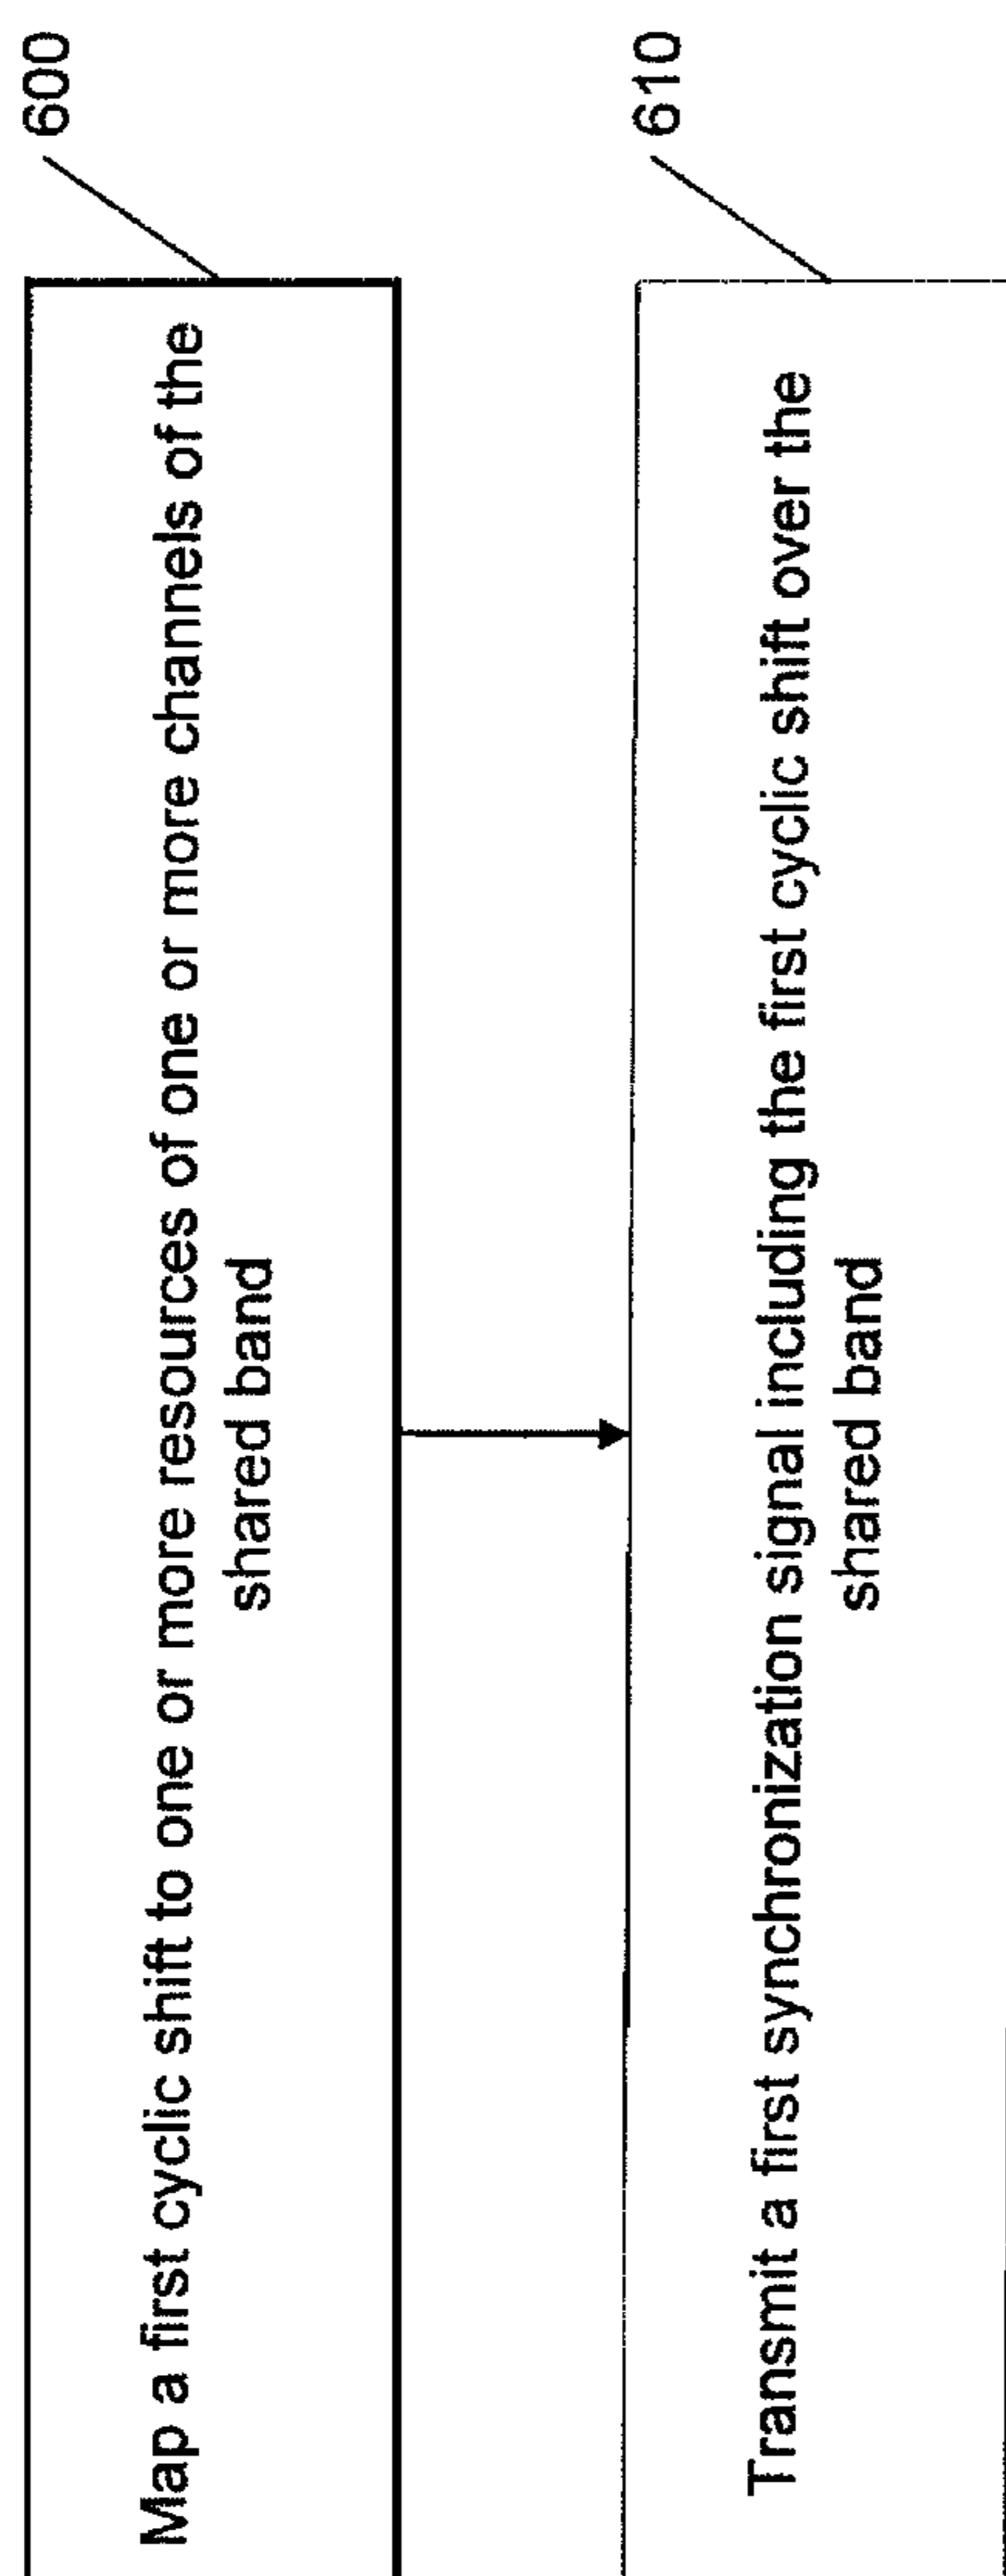 Map a first cyclic shift to one or more resources of one or more channels of the
shared band
600
Transmit a first synchronization signal including the first cyclic shift over the
shared band
610